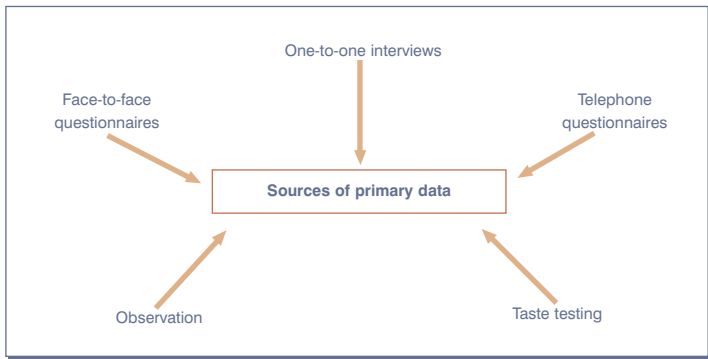 One-to-one interviews
Face-to-face
questionnaires
Telephone
questionnaires
Sources of primary data
Observation
Taste testing